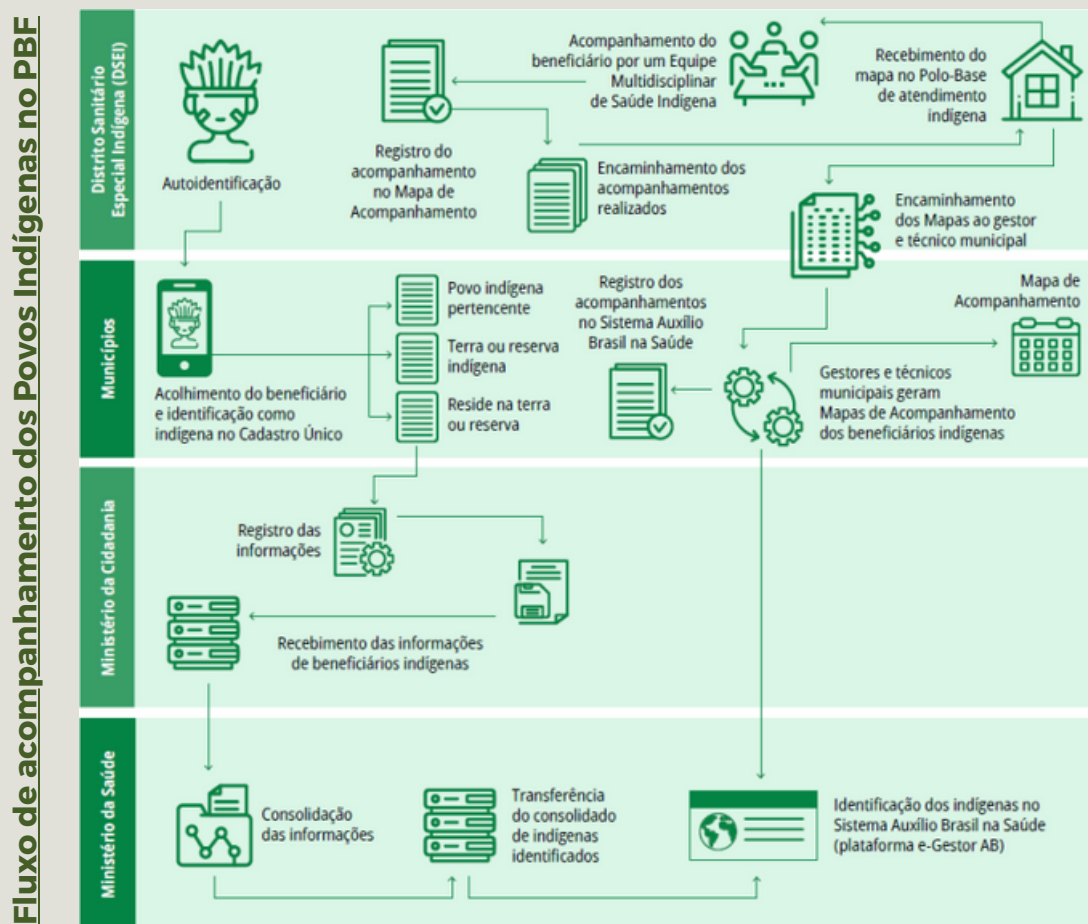 Fluxo de acompanhamento dos Povos Indígenas no PBF
Distrito Sanitário
Especial Indígena (DSEI)
Autoidentificação
Registro do
acompanhamento
no Mapa de
Acompanhamento
Acompanhamento do
beneficiário por um Equipe
Multidisciplinar
de Saúde Indígena
Encaminhamento dos
acompanhamentos
realizados
Recebimento do
mapa no Polo-Base
de atendimento
indígena
Encaminhamento
dos Mapas ao gestor
e técnico municipal
Municípios
Acolhimento do beneficiário
e identificação como
indígena no Cadastro Único
Povo indígena
pertencente
Terra ou reserva
indígena
Reside na terra
ou reserva
Registro dos
acompanhamentos
no Sistema Auxílio
Brasil na Saúde
Mapa de
Acompanhamento
Gestores e técnicos
municipais geram
Mapas de Acompanhamento
dos beneficiários indígenas
Ministério da Cidadania
Registro das
informações
Recebimento das informações
de beneficiários indígenas
Ministério da Saúde
Consolidação
das informações
Transferência
do consolidado
de indígenas
identificados
Identificação dos indígenas no
Sistema Auxílio Brasil na Saúde
(plataforma e-Gestor AB)